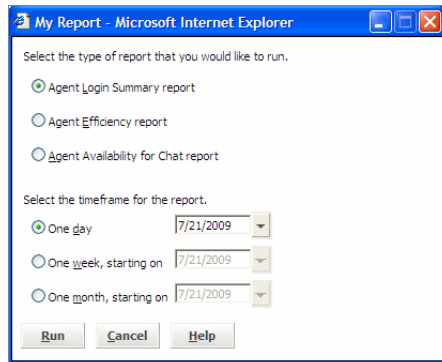 My Report - Microsoft Internet Explorer
Select the type of report that you would like to run.
Agent Login Summary report
Agent Efficiency report
Agent Availability for Chat report
Select the timeframe for the report.
One day 7/21/2009
One week, starting on 7/21/2009
One month, starting on 7/21/2009
Run Cancel Help